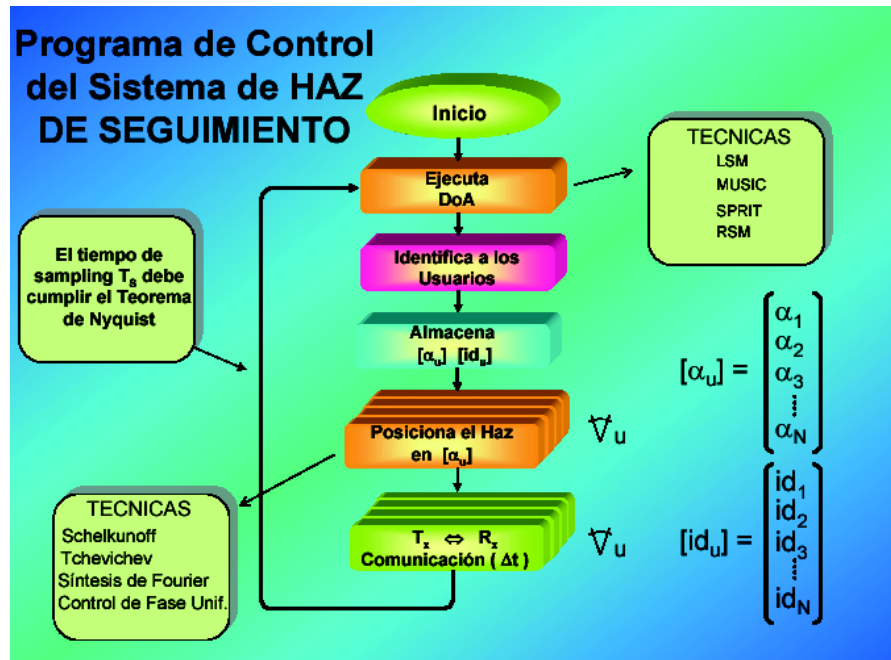 Programa de Control
del Sistema de HAZ
DE SEGUIMIENTO
Inicio
Ejecuta
DoA
TECNICAS
LSM
MUSIC
SPRIT
RSM
El tiempo de
sampling T8 debe
cumplir el Teorema
de Nyquist
Identifica a los
Usuarios
Almacena
[αu] [idu]
Posiciona el Haz
en [αu]
∀u
TECNICAS
Schelkunoff
Tchevichev
Síntesis de Fourier
Control de Fase Unif.
Tx ⇔ Rx
Comunicación ( Δt )
∀u
[αu] =
α1
α2
α3
⋮
αN
[idu] =
id1
id2
id3
⋮
idN